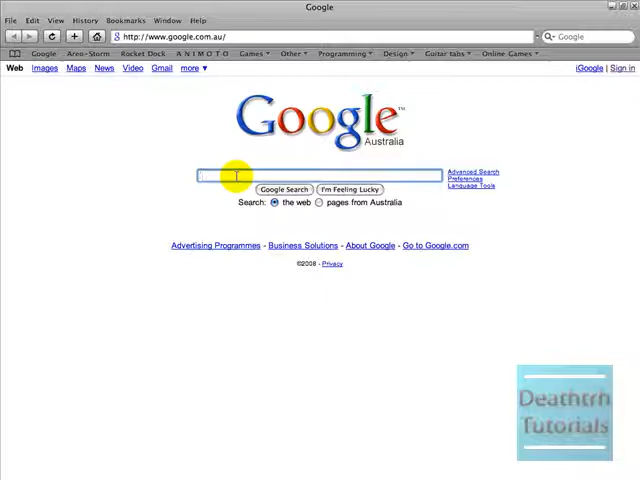 Google
File Edit View History Bookmarks Window Help
http://www.google.com.au/ Google
Google Area-Storm Rocket Dock A N I M O T O Games Other Programming Design Guitar tabs Online Games
Web Images Maps News Video Gmail more ▼ iGoogle | Sign in
Google™
Australia
Advanced Search
Preferences
Language Tools
Google Search I'm Feeling Lucky
Search: the web pages from Australia
Advertising Programmes - Business Solutions - About Google - Go to Google.com
©2008 - Privacy
Deathtrh
Tutorials